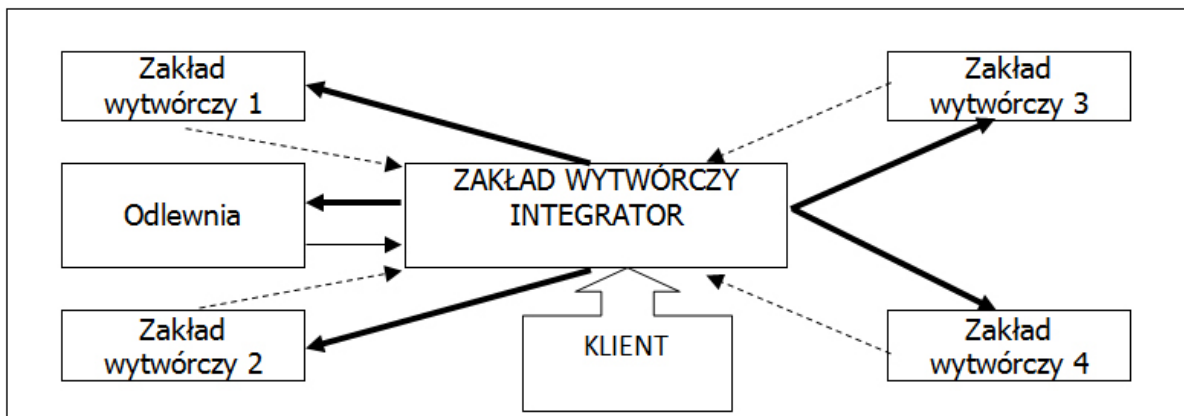 Zakład
wytwórczy 1
Zakład
wytwórczy 3
ZAKŁAD WYTWÓRCZY
INTEGRATOR
Odlewnia
Zakład
wytwórczy 2
KLIENT
Zakład
wytwórczy 4